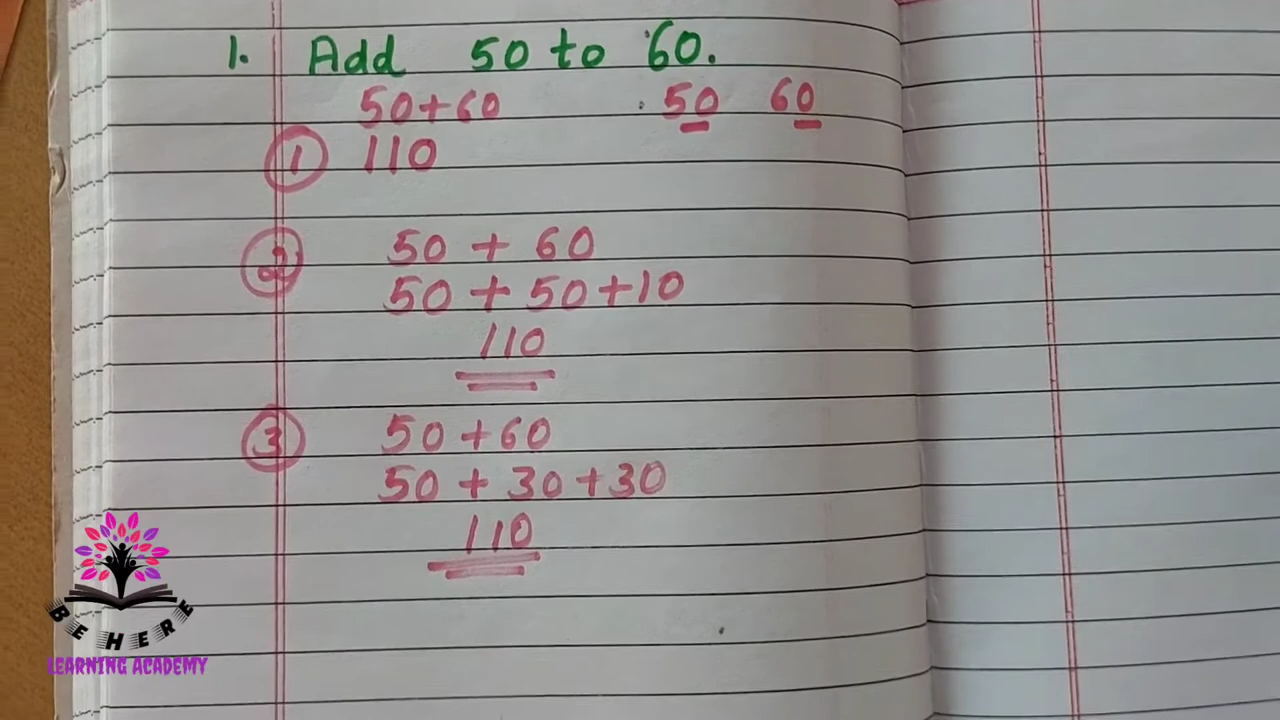 1. Add 50 to 60.
50+60 50 60
① 110
② 50 + 60
50 + 50+10
110
③ 50+60
50 + 30+30
110
BE HERE
LEARNING ACADEMY